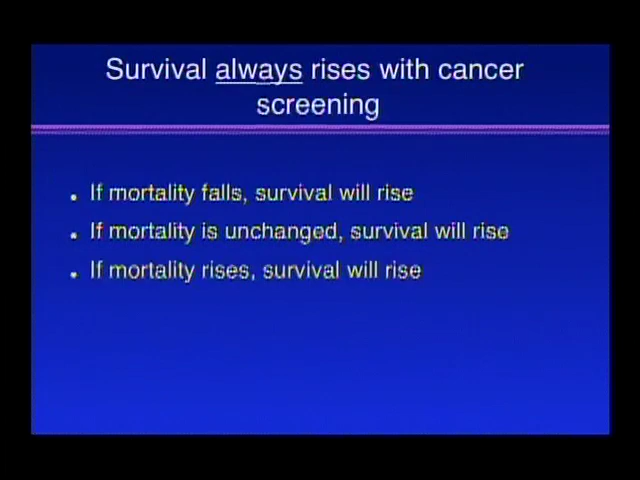 Survival always rises with cancer
screening
• If mortality falls, survival will rise
• If mortality is unchanged, survival will rise
• If mortality rises, survival will rise